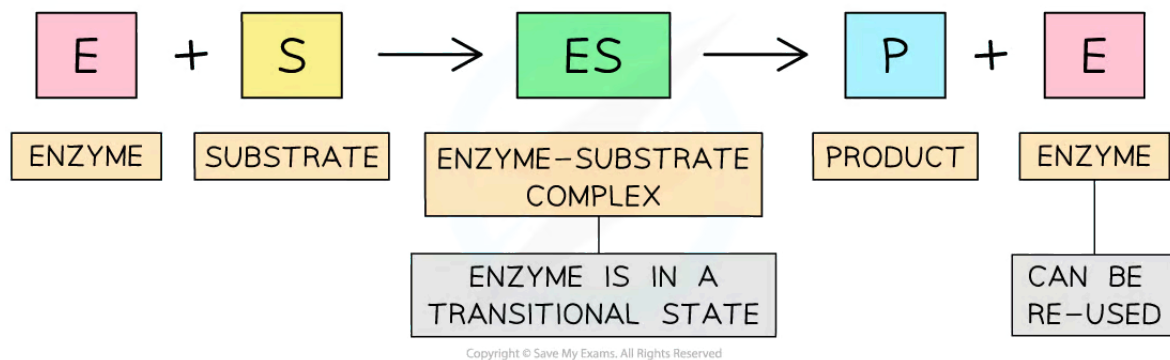 E + S → ES → P + E
ENZYME SUBSTRATE ENZYME-SUBSTRATE PRODUCT ENZYME
COMPLEX
ENZYME IS IN A CAN BE
TRANSITIONAL STATE RE-USED
Copyright © Save My Exams. All Rights Reserved